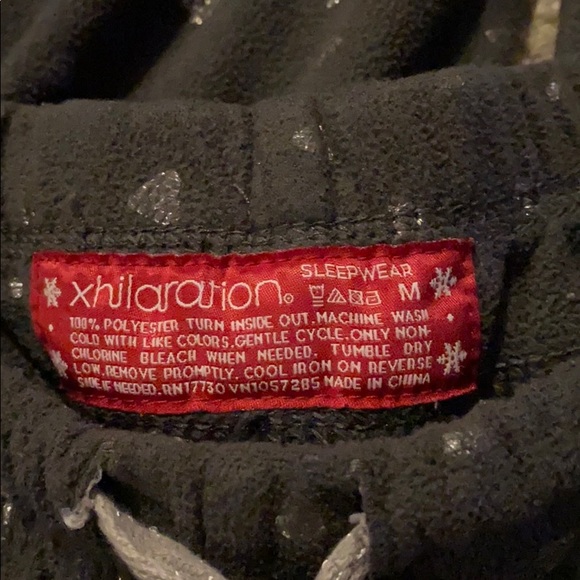 SLEEPWEAR
xhilaration® M
100% POLYESTER TURN INSIDE OUT.MACHINE WASH
COLD WITH LIKE COLORS.GENTLE CYCLE.ONLY NON-
CHLORINE BLEACH WHEN NEEDED. TUMBLE DRY
LOW.REMOVE PROMPTLY. COOL IRON ON REVERSE
SIDE IF NEEDED.RN17730 VN1057285 MADE IN CHINA